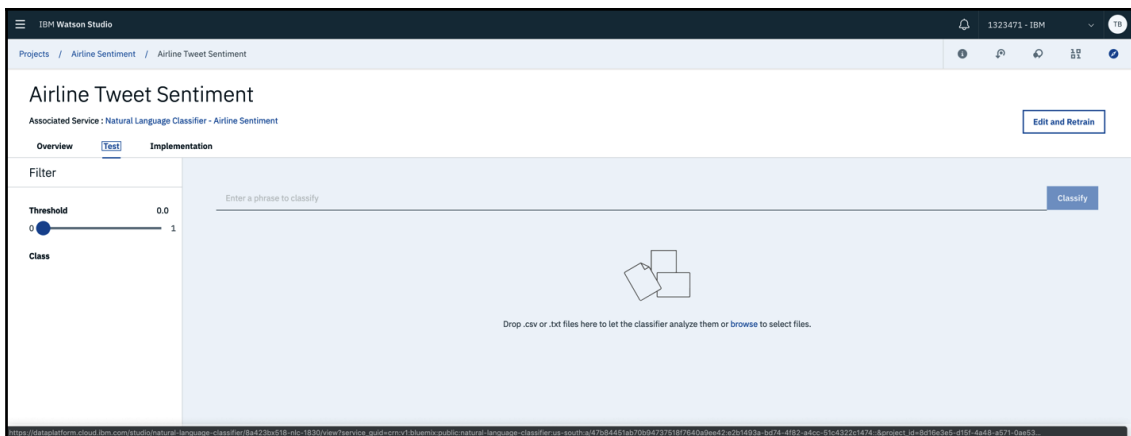 IBM Watson Studio
1323471 - IBM
TB
Projects / Airline Sentiment / Airline Tweet Sentiment
Airline Tweet Sentiment
Associated Service : Natural Language Classifier - Airline Sentiment
Edit and Retrain
Overview Test Implementation
Filter
Enter a phrase to classify
Classify
Threshold 0.0
0 1
Class
Drop .csv or .txt files here to let the classifier analyze them or browse to select files.